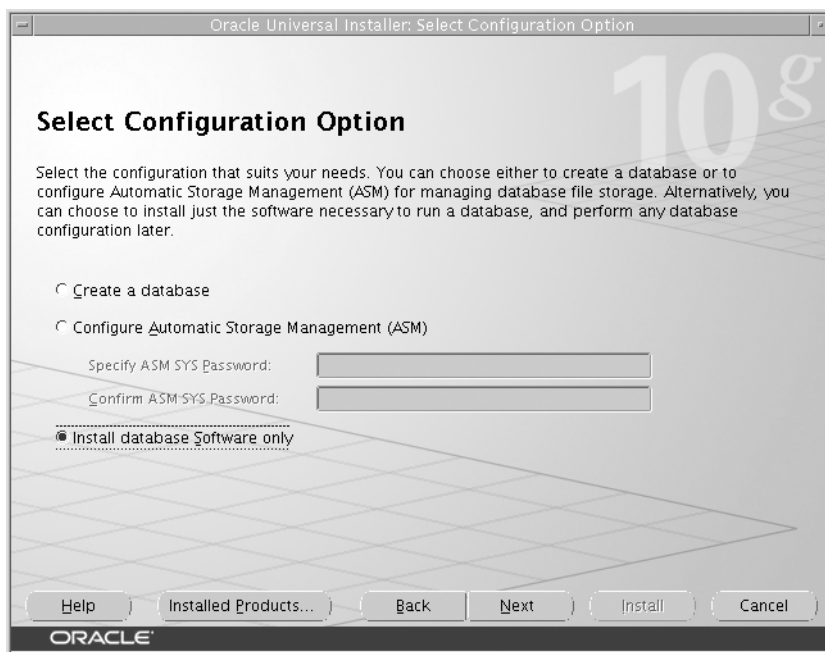 Oracle Universal Installer: Select Configuration Option
10g
Select Configuration Option
Select the configuration that suits your needs. You can choose either to create a database or to
configure Automatic Storage Management (ASM) for managing database file storage. Alternatively, you
can choose to install just the software necessary to run a database, and perform any database
configuration later.
Create a database
Configure Automatic Storage Management (ASM)
Specify ASM SYS Password:
Confirm ASM SYS Password:
Install database Software only
Help Installed Products... Back Next Install Cancel
ORACLE